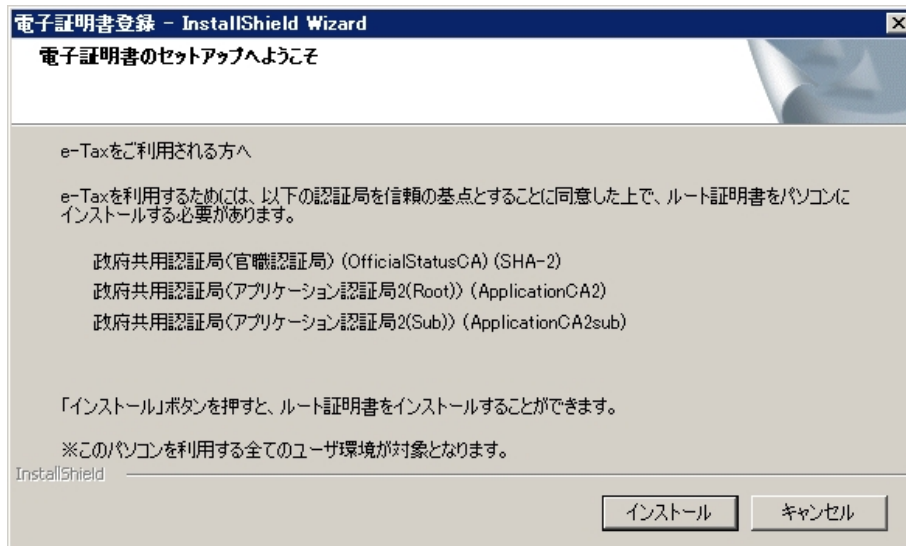 電子証明書登録 - InstallShield Wizard
電子証明書のセットアップへようこそ
e-Taxをご利用される方へ
e-Taxを利用するためには、以下の認証局を信頼の基点とすることに同意した上で、ルート証明書をパソコンに
インストールする必要があります。
政府共用認証局(官職認証局) (OfficialStatusCA) (SHA-2)
政府共用認証局(アプリケーション認証局2(Root)) (ApplicationCA2)
政府共用認証局(アプリケーション認証局2(Sub)) (ApplicationCA2sub)
「インストール」ボタンを押すと、ルート証明書をインストールすることができます。
※このパソコンを利用する全てのユーザ環境が対象となります。
InstallShield
インストール
キャンセル